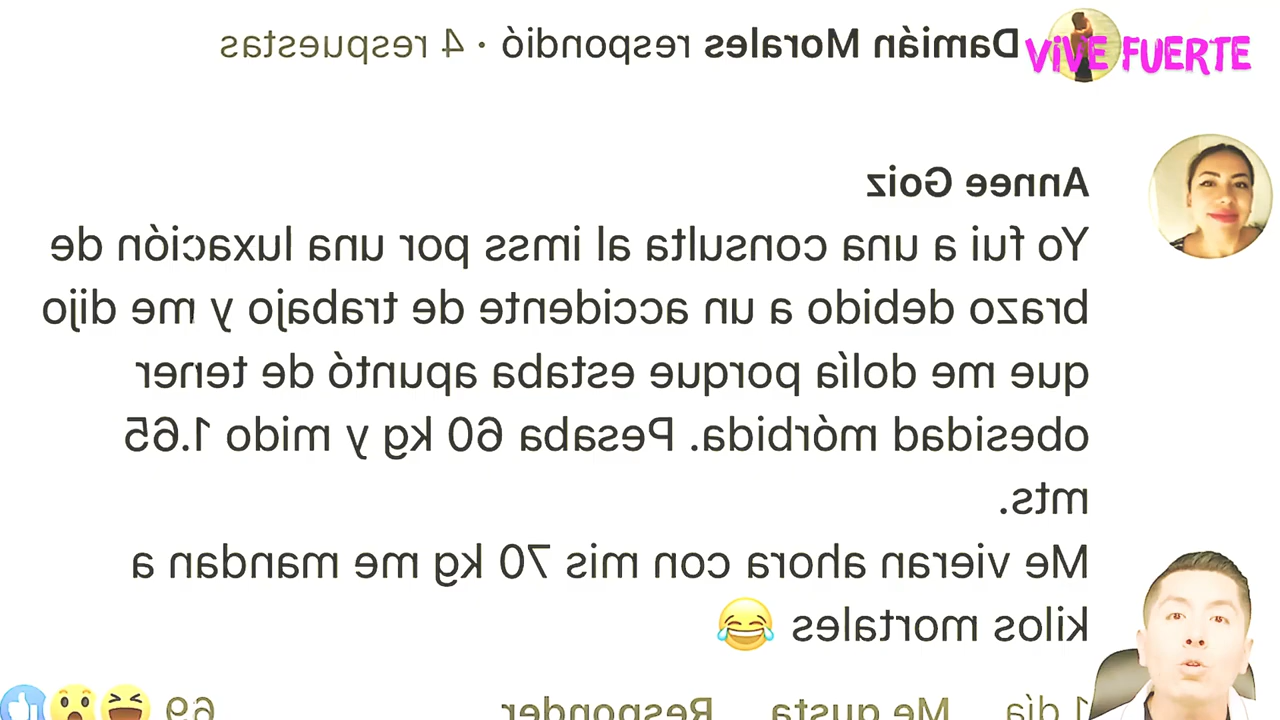 Damián Morales respondió · 4 respuestas
ViVE FUERTE
Annee Goiz
Yo fui a una consulta al imss por una luxación de
brazo debido a un accidente de trabajo y me dijo
que me dolía porque estaba apuntó de tener
obesidad mórbida. Pesaba 60 kg y mido 1.65
mts.
Me vieran ahora con mis 70 kg me mandan a
kilos mortales 😂
1 día Me gusta Responder 69